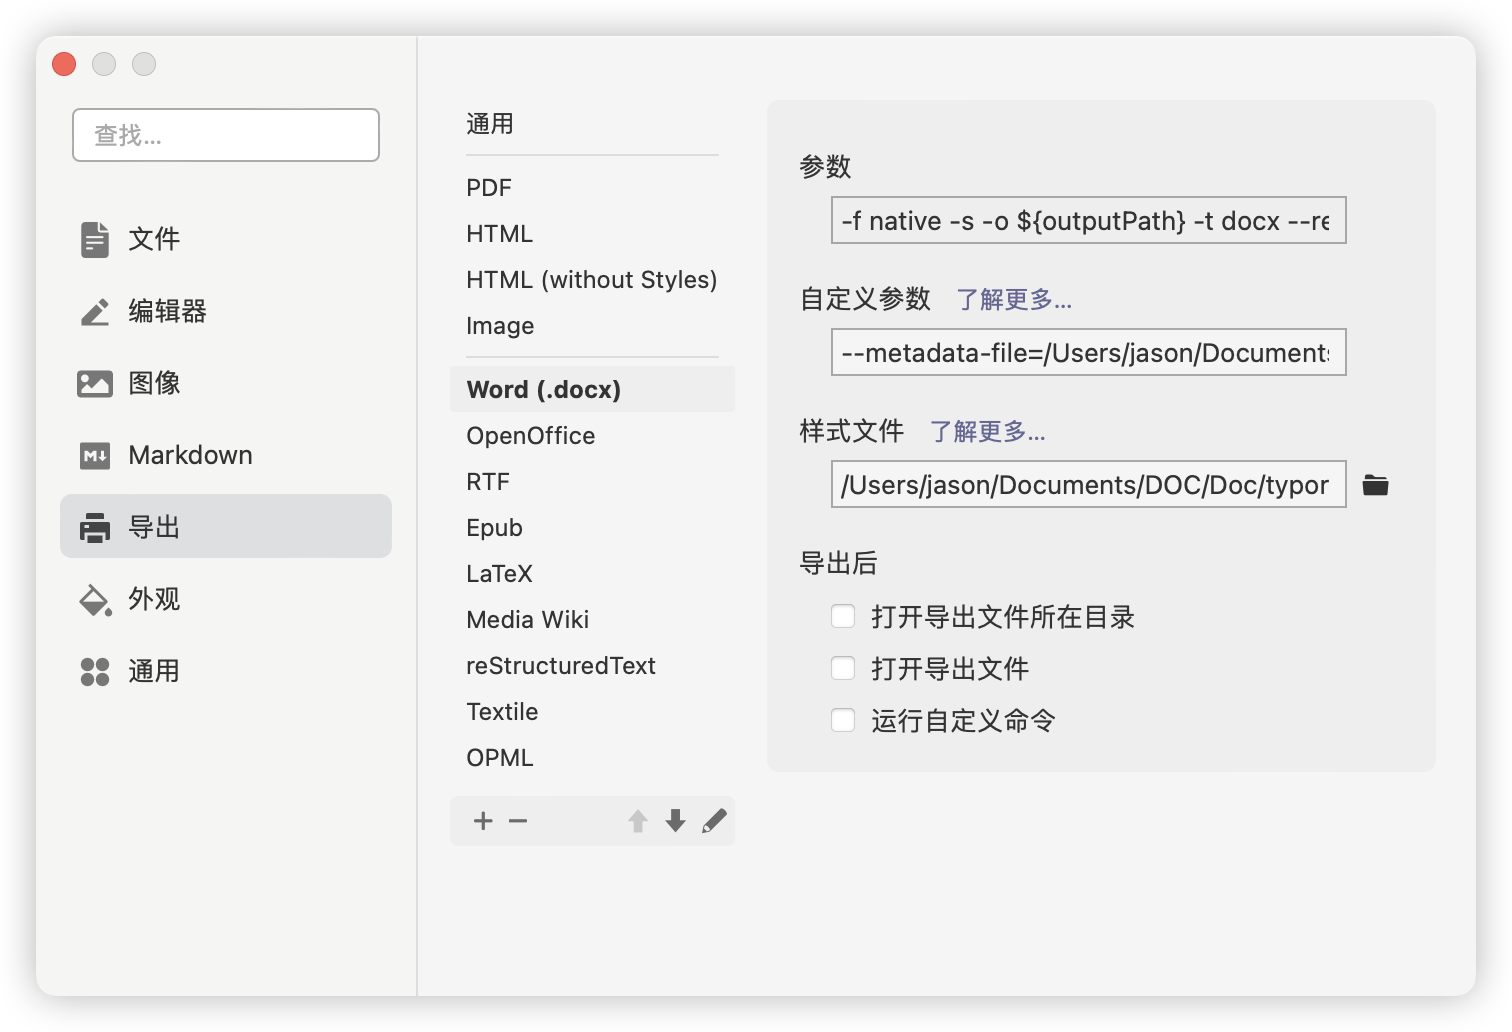 查找...
文件
编辑器
图像
Markdown
导出
外观
通用
通用
PDF
HTML
HTML (without Styles)
Image
Word (.docx)
OpenOffice
RTF
Epub
LaTeX
Media Wiki
reStructuredText
Textile
OPML
参数
-f native -s -o ${outputPath} -t docx --re
自定义参数 了解更多...
--metadata-file=/Users/jason/Documents
样式文件 了解更多...
/Users/jason/Documents/DOC/Doc/typor
导出后
打开导出文件所在目录
打开导出文件
运行自定义命令